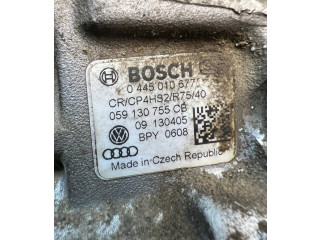 BOSCH
0 445 010 677
CR/CP4HS2/R75/40
059 130 755 CB
09 130405
BPY 0608
Made in Czech Republic